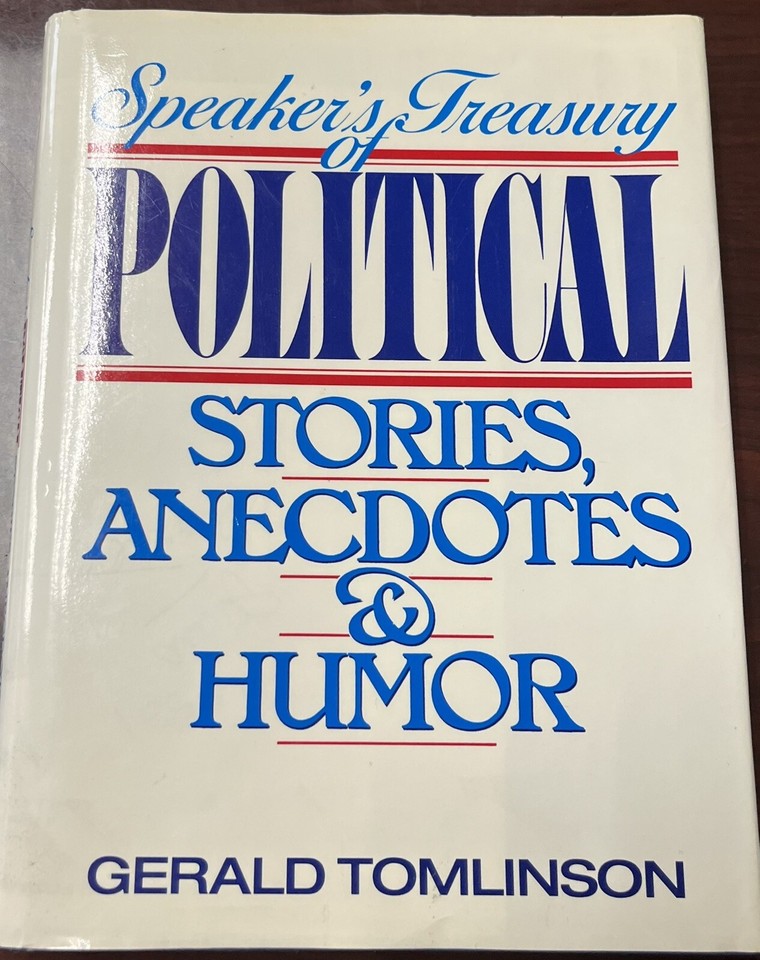 Speaker's Treasury
of
POLITICAL
STORIES,
ANECDOTES
&
HUMOR
GERALD TOMLINSON